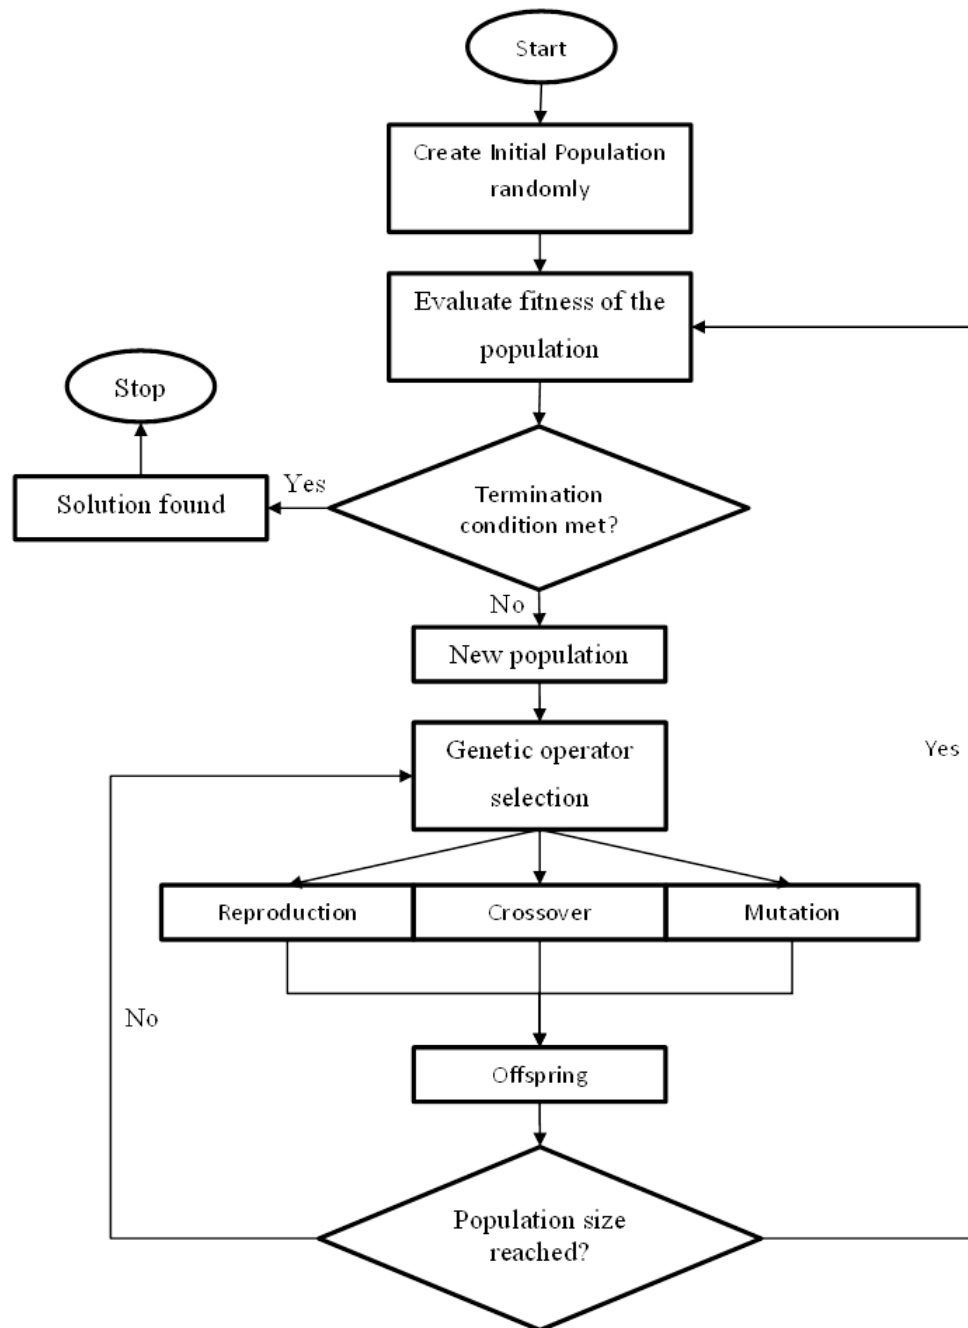 Start
Create Initial Population
randomly
Evaluate fitness of the
population
Stop
Solution found
Yes
Termination
condition met?
No
New population
Genetic operator
selection
Yes
Reproduction
Crossover
Mutation
No
Offspring
Population size
reached?